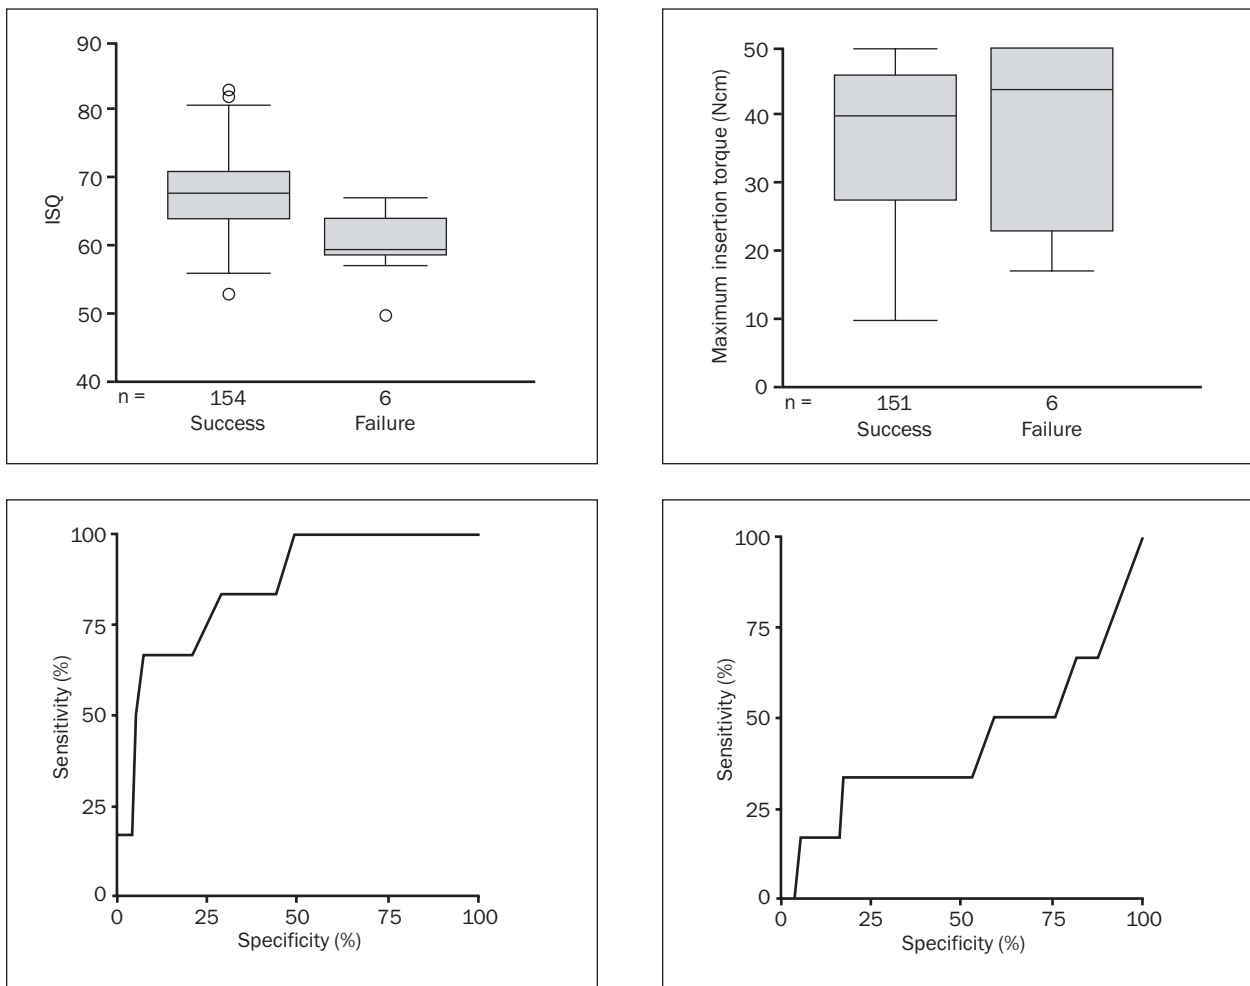 90
80
70
60
50
40
ISQ
n =
154
6
Success
Failure
50
40
30
20
10
0
Maximum insertion torque (Ncm)
n =
151
6
Success
Failure
100
75
50
25
0
Sensitivity (%)
0 25 50 75 100
Specificity (%)
100
75
50
25
0
Sensitivity (%)
0 25 50 75 100
Specificity (%)